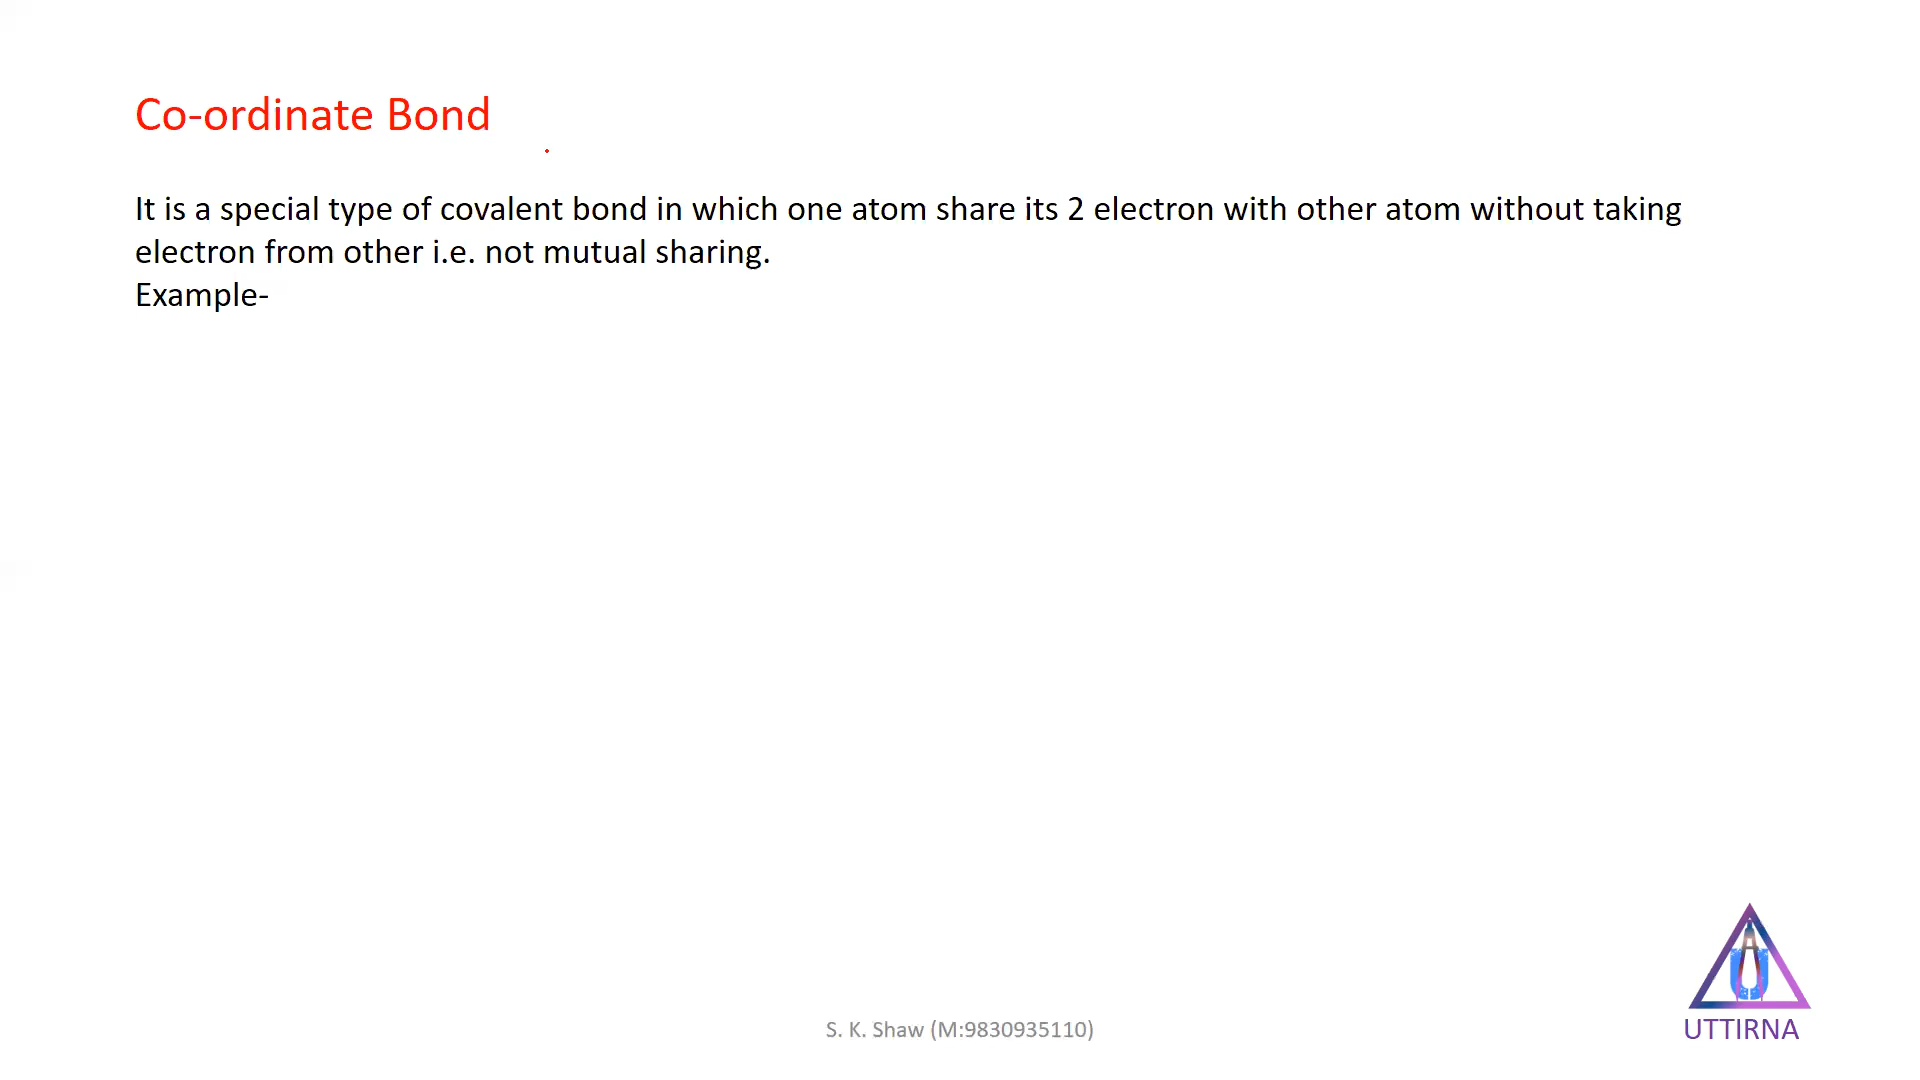 Co-ordinate Bond
It is a special type of covalent bond in which one atom share its 2 electron with other atom without taking
electron from other i.e. not mutual sharing.
Example-
S. K. Shaw (M:9830935110)
UTTIRNA